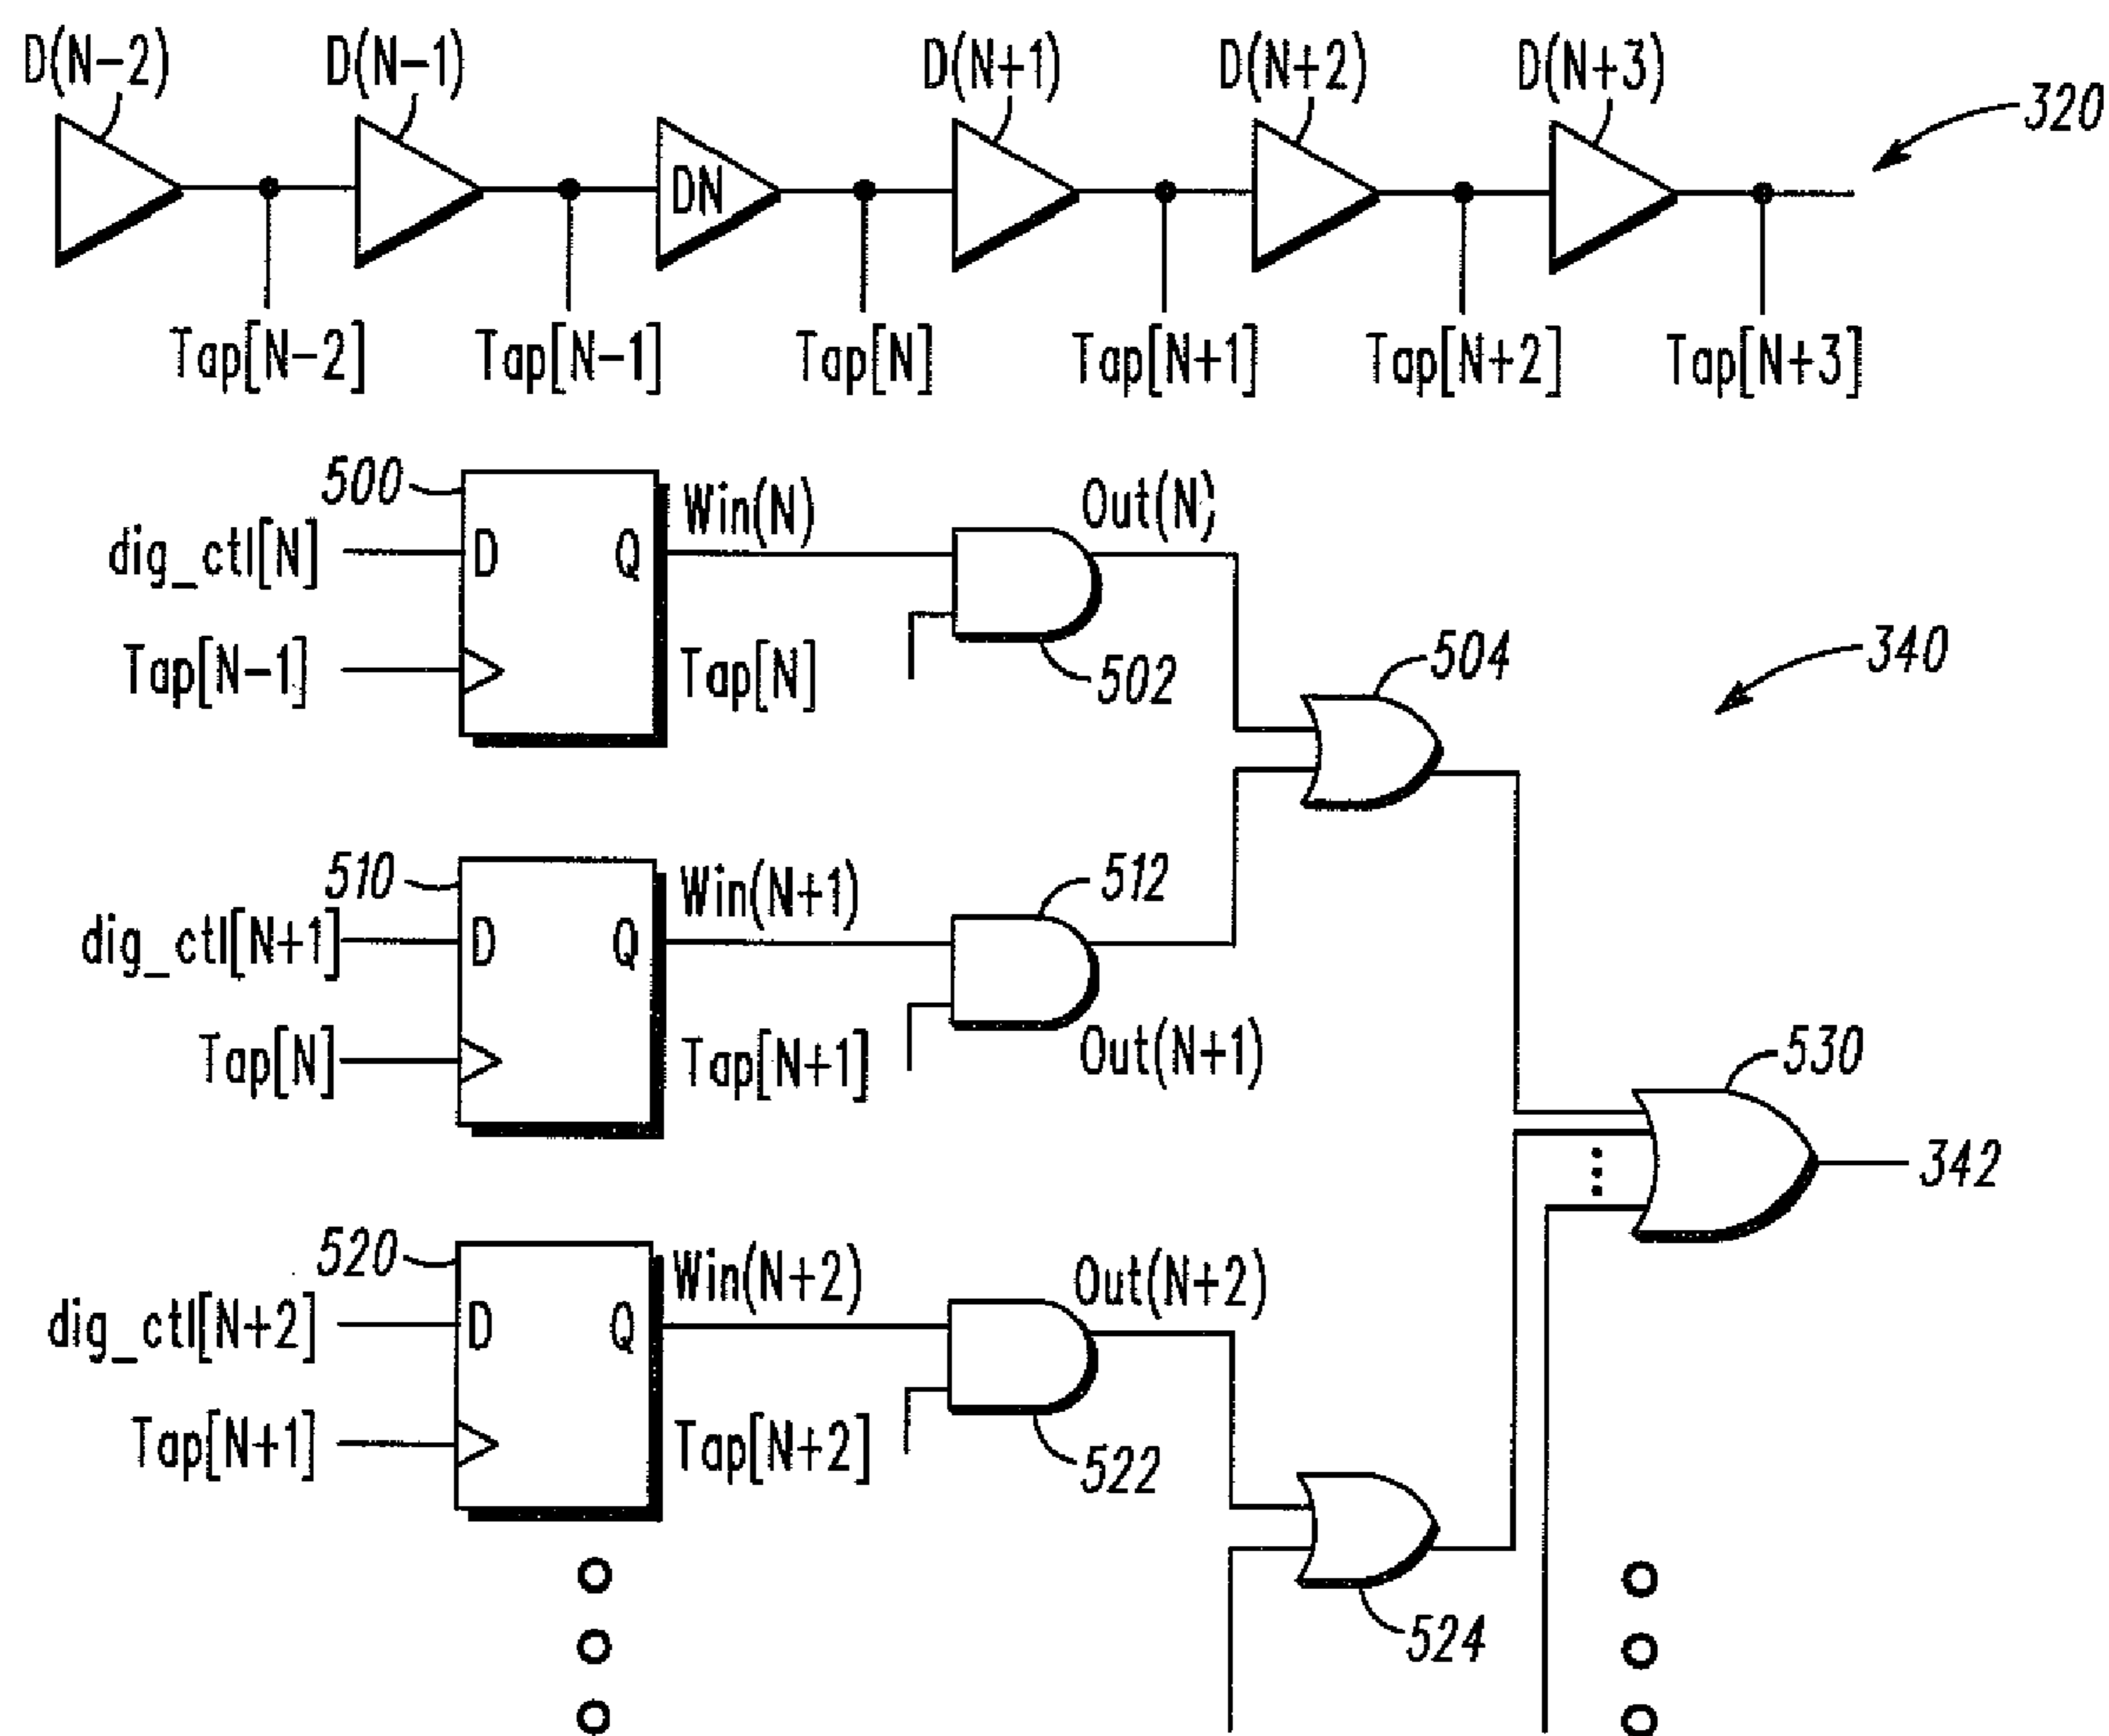 D(N-2)
D(N-1)
D(N+1)
D(N+2)
D(N+3)
320
DN
Tap[N-2]
Tap[N-1]
Tap[N]
Tap[N+1]
Tap[N+2]
Tap[N+3]
500
Win(N)
Out(N)
dig_ctl[N]
D
Q
Tap[N-1]
Tap[N]
502
504
340
510
Win(N+1)
512
dig_ctl[N+1]
D
Q
Tap[N]
Tap[N+1]
Out(N+1)
530
342
520
Win(N+2)
Out(N+2)
dig_ctl[N+2]
D
Q
Tap[N+1]
Tap[N+2]
522
524